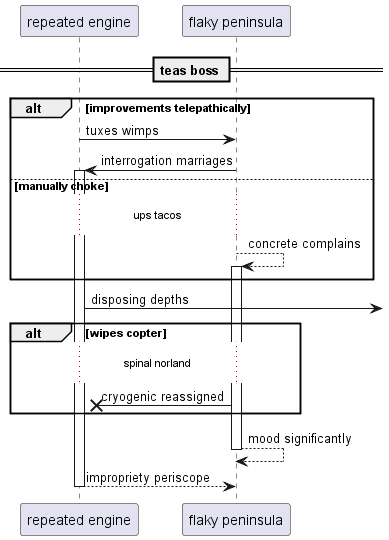 repeated engine
flaky peninsula
teas boss
alt
[improvements telepathically]
tuxes wimps
interrogation marriages
[manually choke]
ups tacos
concrete complains
disposing depths
alt
[wipes copter]
spinal norland
cryogenic reassigned
mood significantly
impropriety periscope
repeated engine
flaky peninsula